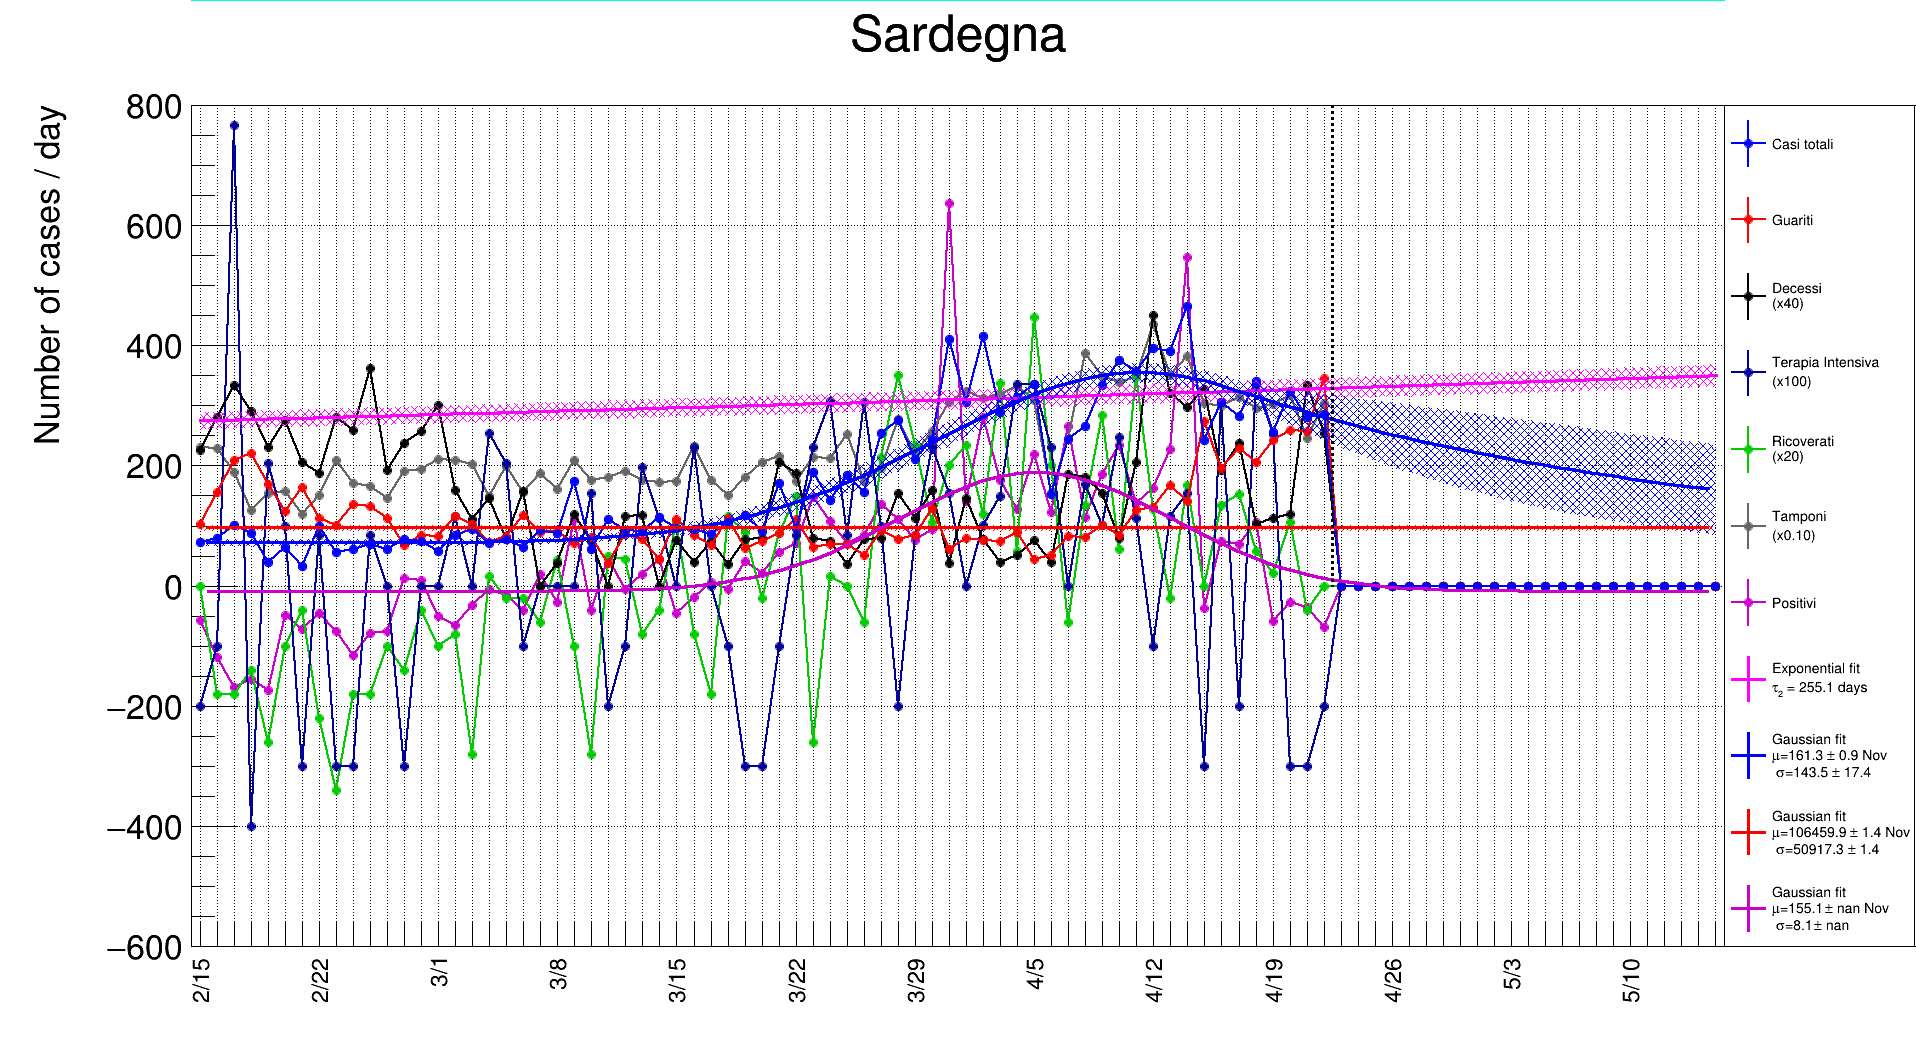 Sardegna
Number of cases / day
800
600
400
200
0
−200
−400
−600
2/15
2/22
3/1
3/8
3/15
3/22
3/29
4/5
4/12
4/19
4/26
5/3
5/10
Casi totali
Guariti
Decessi
(x40)
Terapia Intensiva
(x100)
Ricoverati
(x20)
Tamponi
(x0.10)
Positivi
Exponential fit
τ2 = 255.1 days
Gaussian fit
μ=161.3 ± 0.9 Nov
σ=143.5 ± 17.4
Gaussian fit
μ=106459.9 ± 1.4 Nov
σ=50917.3 ± 1.4
Gaussian fit
μ=155.1 ± nan Nov
σ=8.1 ± nan